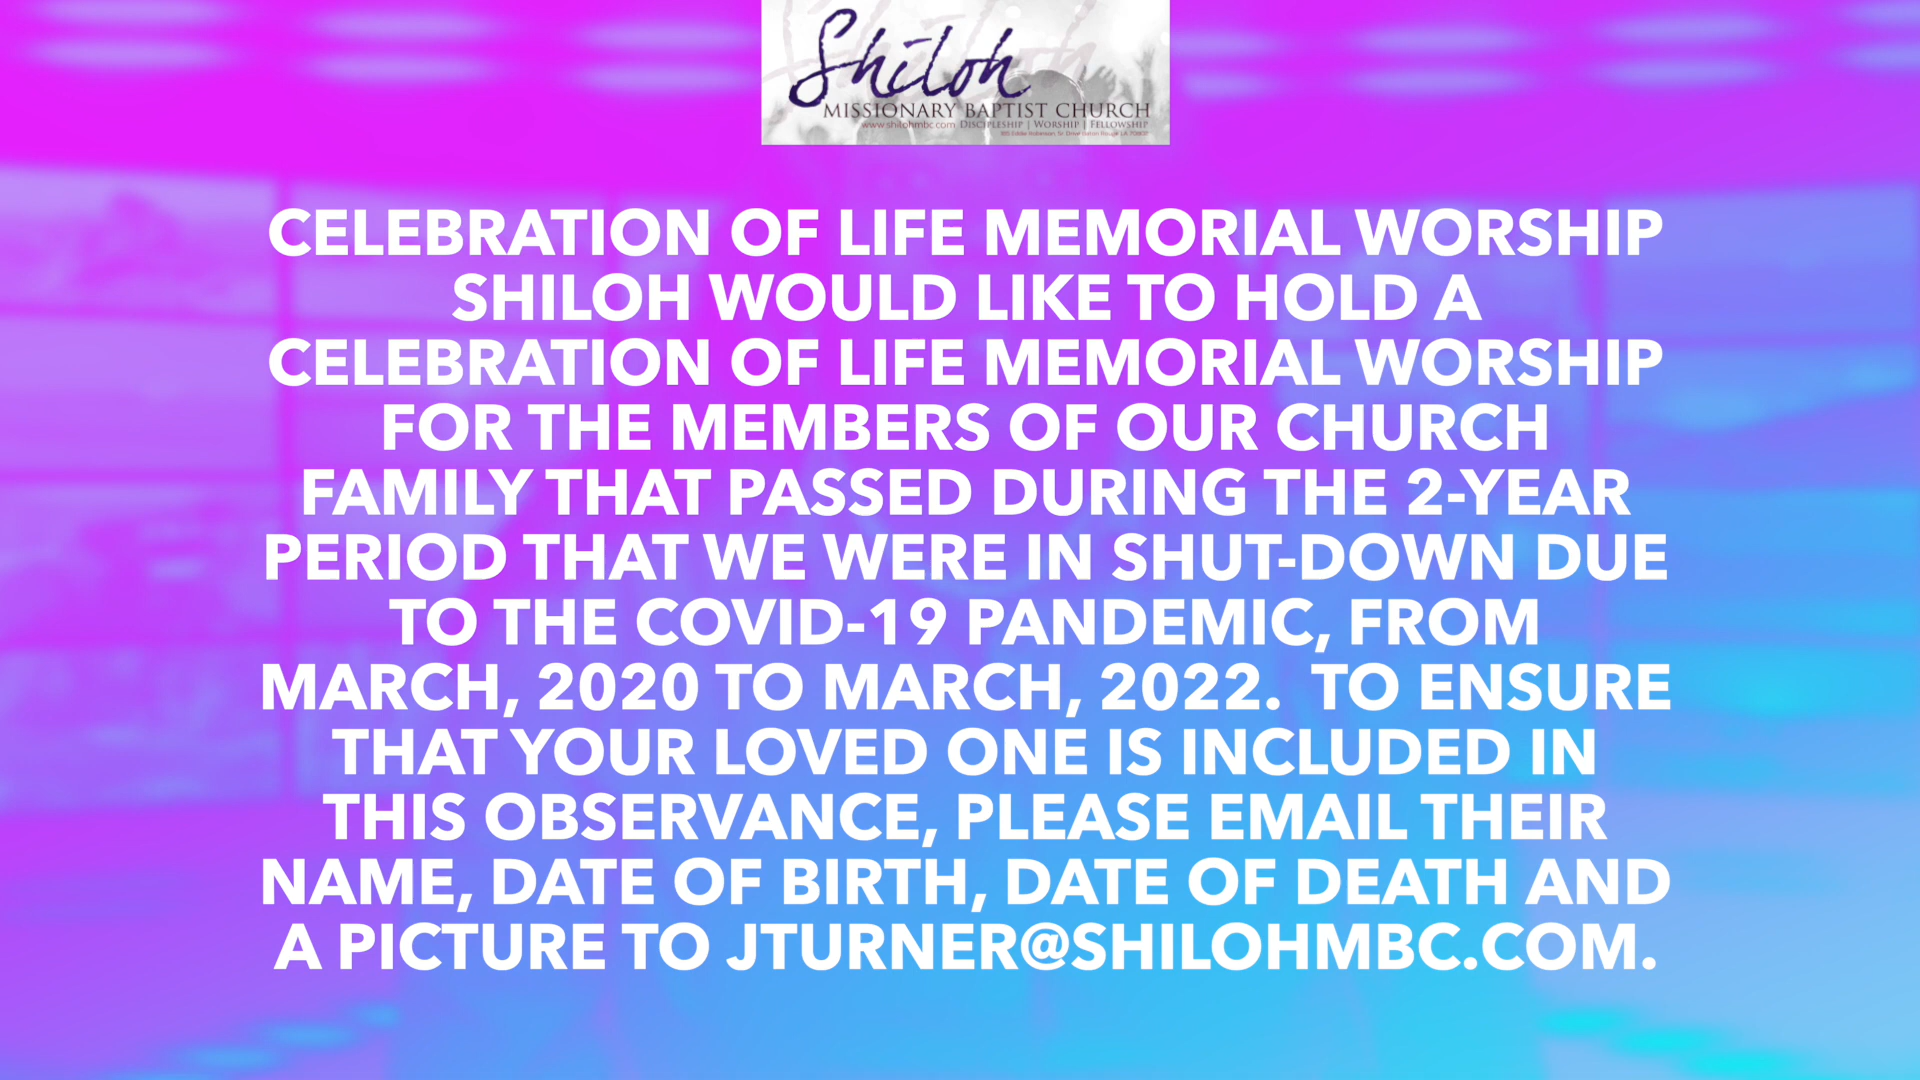 Shiloh
MISSIONARY BAPTIST CHURCH
www.shilohmbc.com DISCIPLESHIP | WORSHIP | FELLOWSHIP
CELEBRATION OF LIFE MEMORIAL WORSHIP
SHILOH WOULD LIKE TO HOLD A
CELEBRATION OF LIFE MEMORIAL WORSHIP
FOR THE MEMBERS OF OUR CHURCH
FAMILY THAT PASSED DURING THE 2-YEAR
PERIOD THAT WE WERE IN SHUT-DOWN DUE
TO THE COVID-19 PANDEMIC, FROM
MARCH, 2020 TO MARCH, 2022. TO ENSURE
THAT YOUR LOVED ONE IS INCLUDED IN
THIS OBSERVANCE, PLEASE EMAIL THEIR
NAME, DATE OF BIRTH, DATE OF DEATH AND
A PICTURE TO JTURNER@SHILOHMBC.COM.